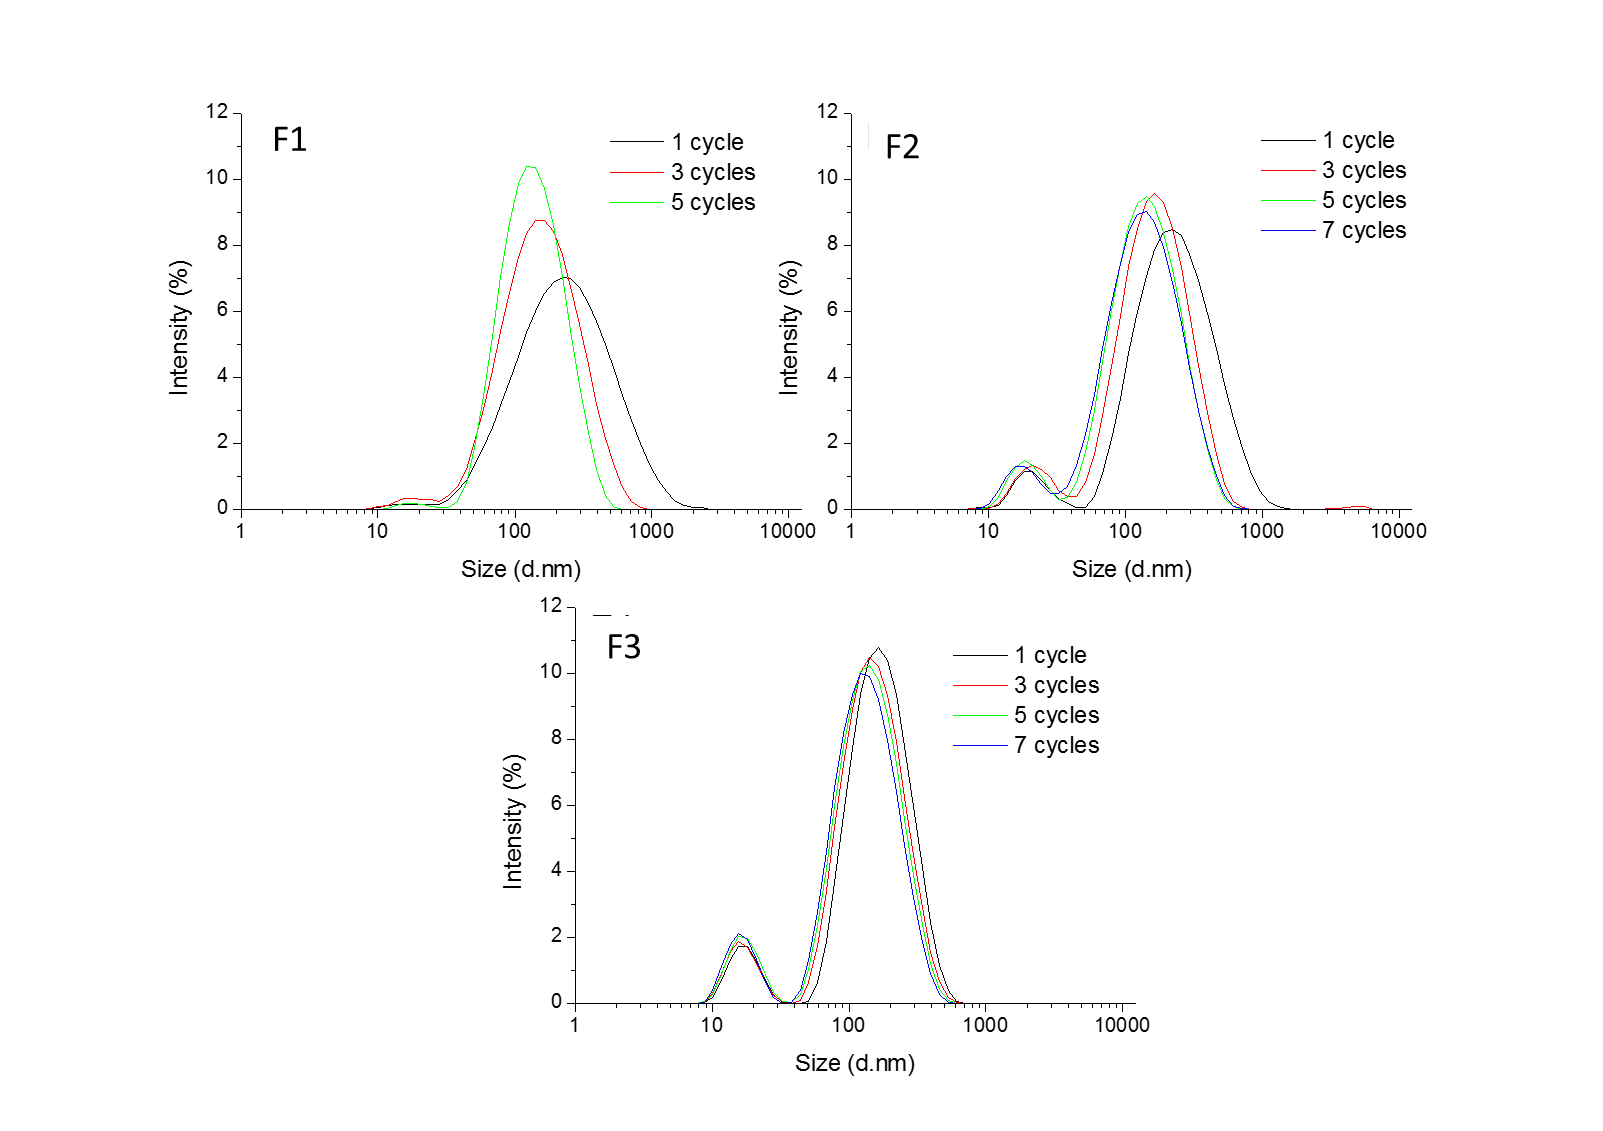 F1
1 cycle
3 cycles
5 cycles
12
10
8
6
4
2
0
Intensity (%)
1
10
100
1000
10000
Size (d.nm)
F2
1 cycle
3 cycles
5 cycles
7 cycles
12
10
8
6
4
2
0
Intensity (%)
1
10
100
1000
10000
Size (d.nm)
F3
1 cycle
3 cycles
5 cycles
7 cycles
12
10
8
6
4
2
0
Intensity (%)
1
10
100
1000
10000
Size (d.nm)